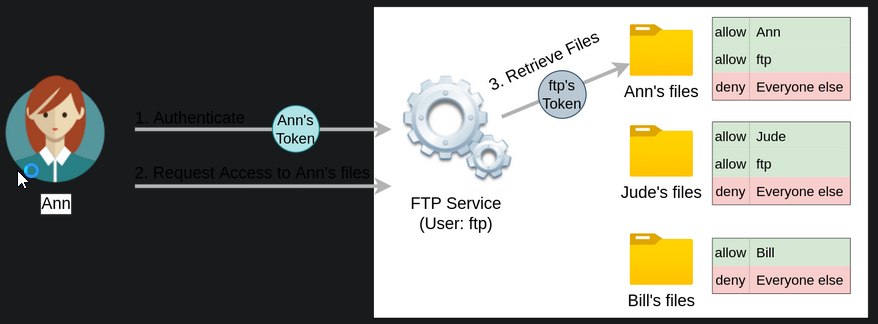 1. Authenticate
Ann's
Token
2. Request Access to Ann's files
Ann
FTP Service
(User: ftp)
3. Retrieve Files
ftp's
Token
Ann's files
allow Ann
allow ftp
deny Everyone else
Jude's files
allow Jude
allow ftp
deny Everyone else
Bill's files
allow Bill
deny Everyone else